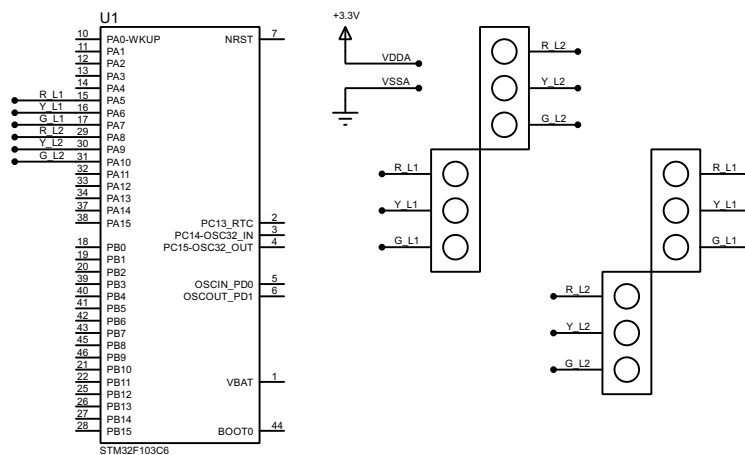 U1
10 PA0-WKUP NRST 7
11 PA1
12 PA2
13 PA3
14 PA4
R_L1 15 PA5
Y_L1 16 PA6
G_L1 17 PA7
R_L2 29 PA8
Y_L2 30 PA9
G_L2 31 PA10
32 PA11
33 PA12
34 PA13
37 PA14
38 PA15 PC13_RTC 2
PC14-OSC32_IN 3
18 PB0 PC15-OSC32_OUT 4
19 PB1
20 PB2
39 PB3 OSCIN_PD0 5
40 PB4 OSCOUT_PD1 6
41 PB5
42 PB6
43 PB7
45 PB8
46 PB9
21 PB10
22 PB11 VBAT 1
25 PB12
26 PB13
27 PB14
28 PB15 BOOT0 44
STM32F103C6
+3.3V
VDDA
VSSA
R_L2
Y_L2
G_L2
R_L1
Y_L1
G_L1
R_L1
Y_L1
G_L1
R_L2
Y_L2
G_L2